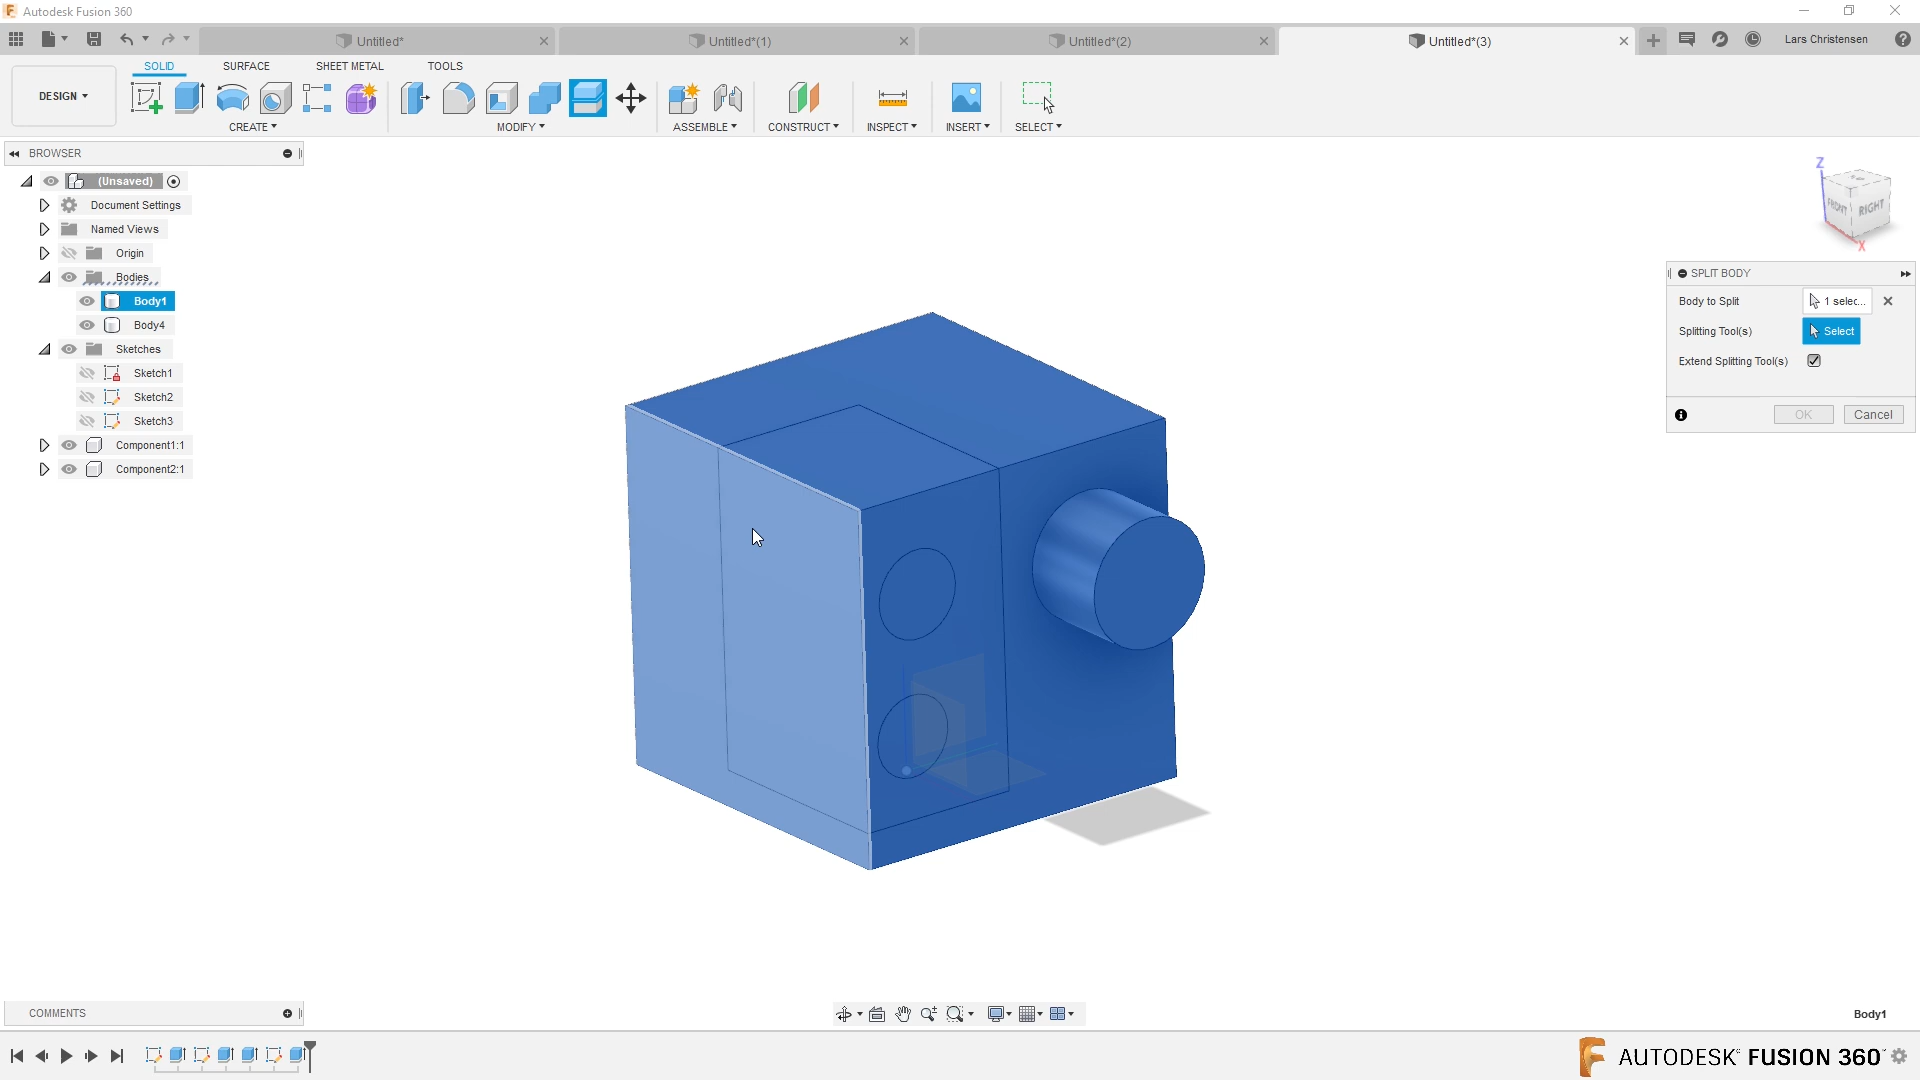 Autodesk Fusion 360
Untitled*
Untitled*(1)
Untitled*(2)
Untitled*(3)
Lars Christensen
DESIGN
SOLID
SURFACE
SHEET METAL
TOOLS
CREATE
MODIFY
ASSEMBLE
CONSTRUCT
INSPECT
INSERT
SELECT
BROWSER
(Unsaved)
Document Settings
Named Views
Origin
Bodies
Body1
Body4
Sketches
Sketch1
Sketch2
Sketch3
Component1:1
Component2:1
Z
FRONT
RIGHT
X
SPLIT BODY
Body to Split
1 selec...
Splitting Tool(s)
Select
Extend Splitting Tool(s)
OK
Cancel
COMMENTS
Body1
AUTODESK® FUSION 360™